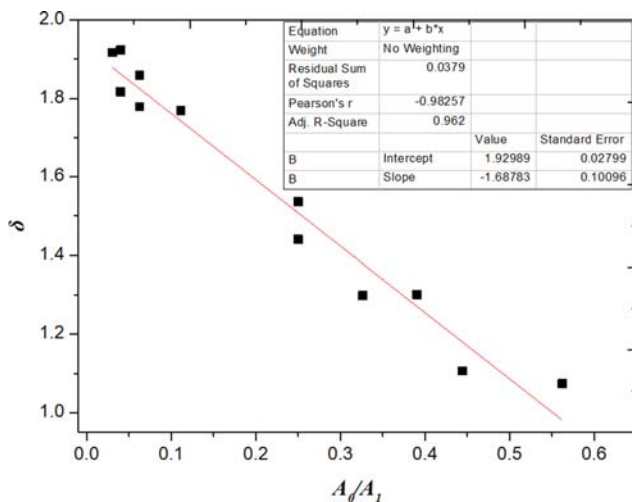 Equation y = a + b*x
Weight No Weighting
Residual Sum of Squares 0.0379
Pearson's r -0.98257
Adj. R-Square 0.962
Value Standard Error
B Intercept 1.92989 0.02799
B Slope -1.68783 0.10096
2.0
1.8
1.6
1.4
1.2
1.0
δ
0.0 0.1 0.2 0.3 0.4 0.5 0.6
A0/A1